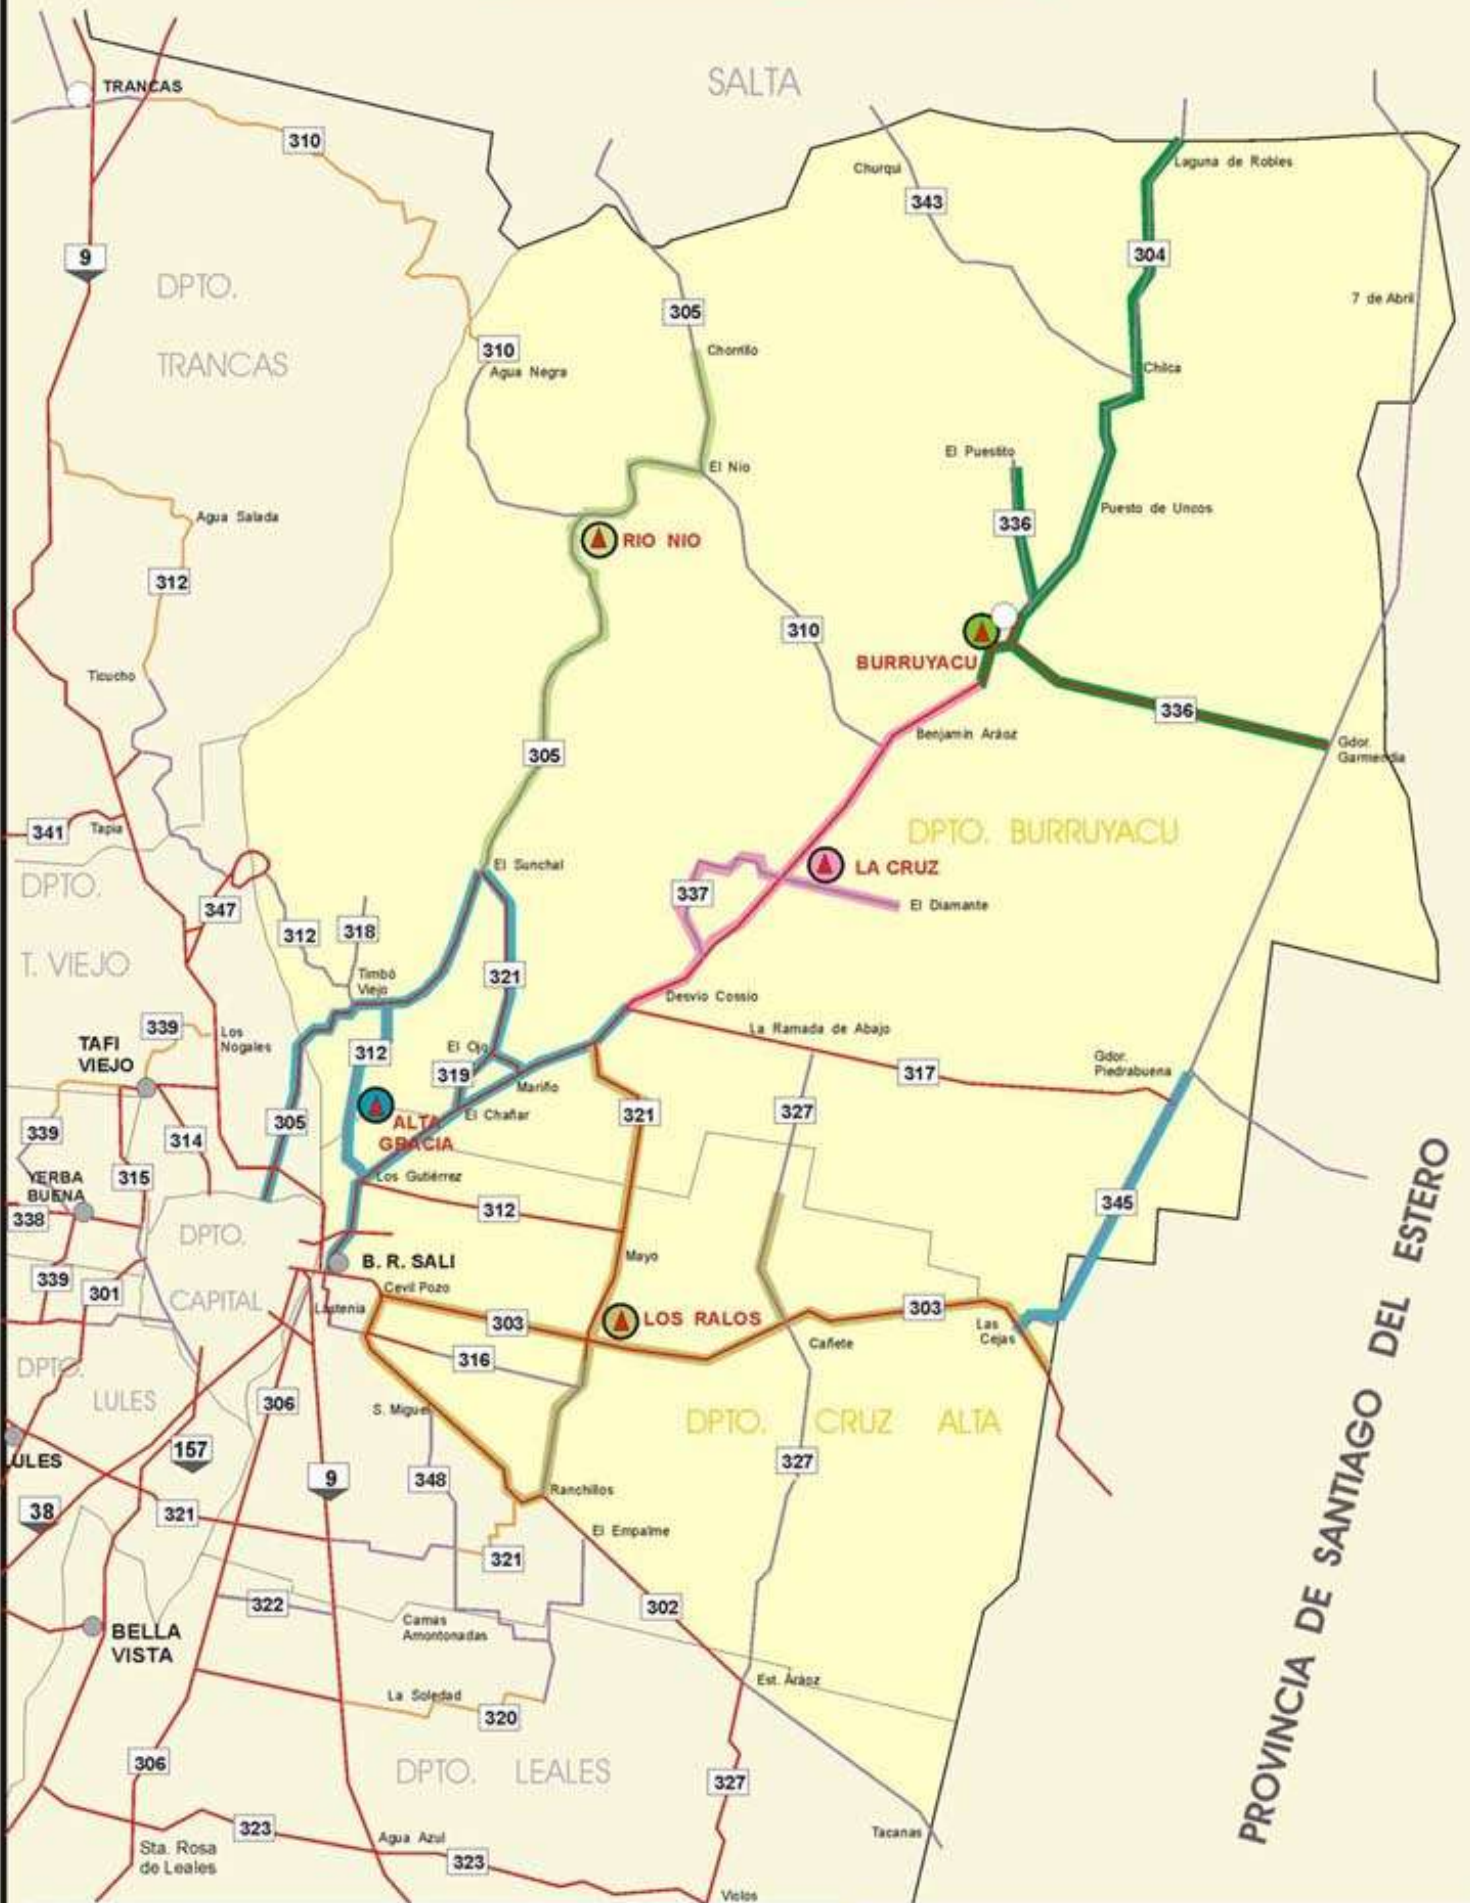 SALTA
TRANCAS
310
Churqui
Laguna de Robles
343
9
304
DPTO.
TRANCAS
305
7 de Abril
310
Chorrillo
Agua Negra
Chilca
El Puestito
El Nio
Agua Salada
Puesto de Uncos
336
RIO NIO
312
310
BURRUYACU
Ticucho
336
Benjamín Aráoz
Gdor.
Garmendia
305
341
Tapia
DPTO. BURRUYACU
El Sunchal
LA CRUZ
DPTO.
337
El Diamante
347
312
318
T. VIEJO
Timbó
Viejo
321
Desvio Cossio
339
Los
Nogales
La Ramada de Abajo
TAFI
VIEJO
312
El Ojo
319
317
Gdor.
Piedrabuena
Mariño
El Chañar
305
ALTA
GRACIA
321
327
339
314
YERBA
BUENA
315
Los Gutiérrez
338
312
345
DPTO.
CAPITAL
B. R. SALI
Mayo
339
301
Cevil Pozo
Lastenia
303
LOS RALOS
303
Las
Cejas
Cañete
316
DPTO.
LULES
306
S. Miguel
DPTO. CRUZ ALTA
157
ULES
9
348
327
38
321
Ranchillos
El Empalme
321
322
302
Camas
Amontonadas
BELLA
VISTA
Est. Aráoz
La Soledad
320
306
DPTO. LEALES
327
323
Sta. Rosa
de Leales
Agua Azul
323
Tacanas
Viclos
PROVINCIA DE SANTIAGO DEL ESTERO